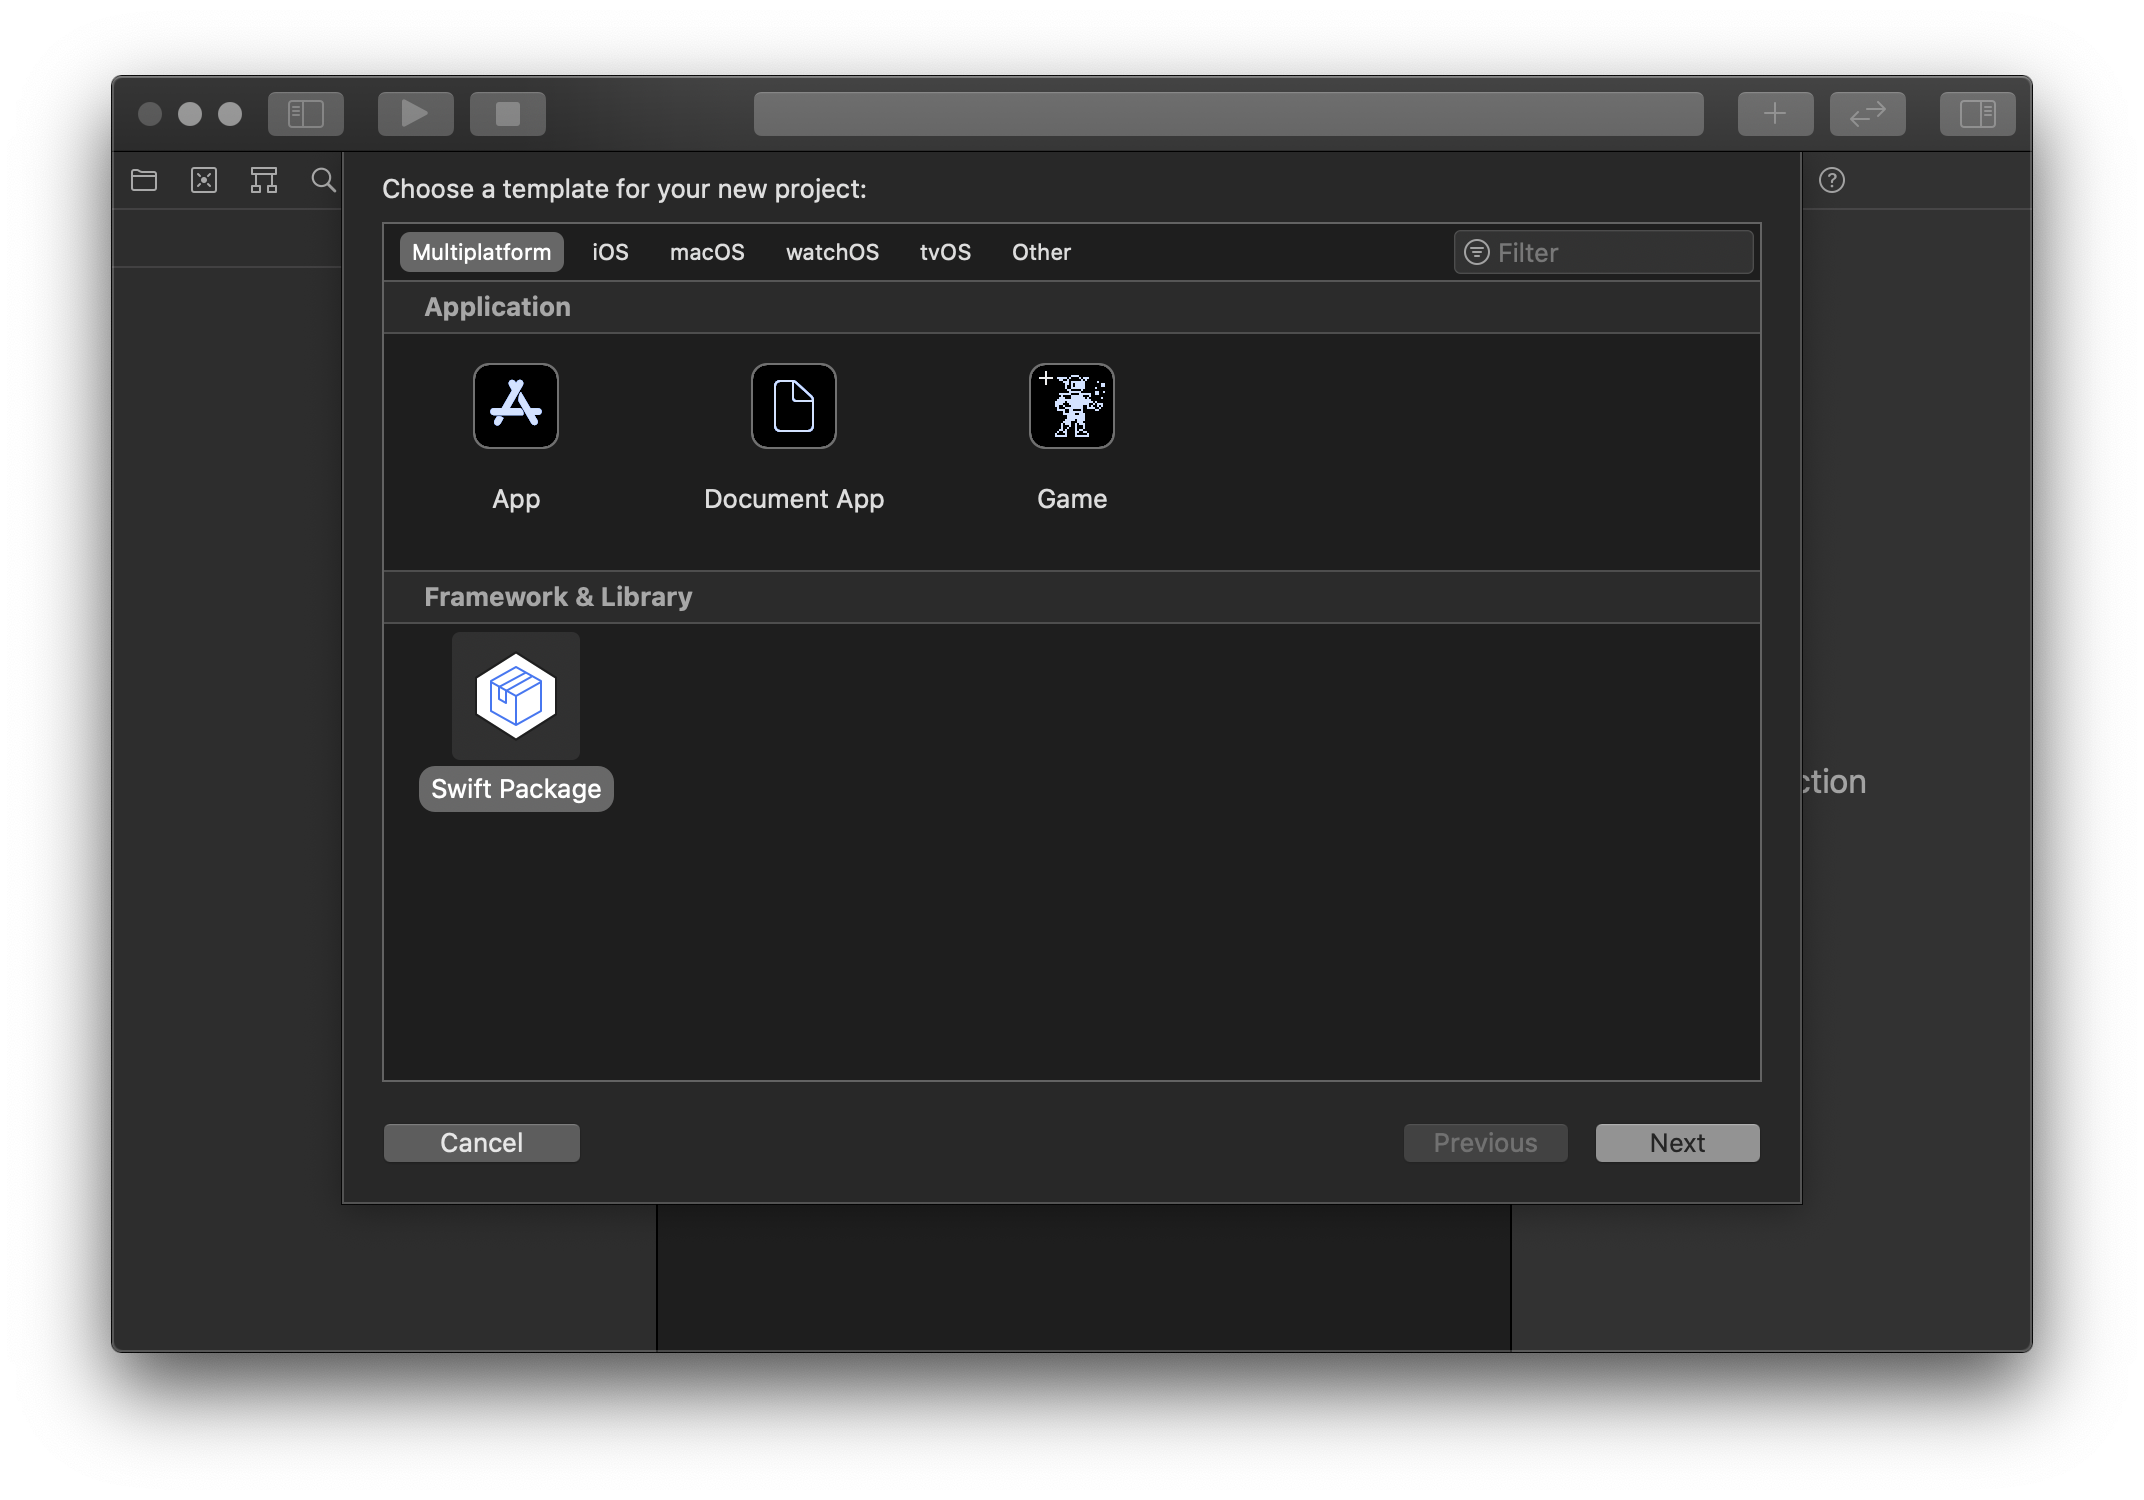 Choose a template for your new project:
Multiplatform iOS macOS watchOS tvOS Other Filter
Application
App Document App Game
Framework & Library
Swift Package
ction
Cancel Previous Next